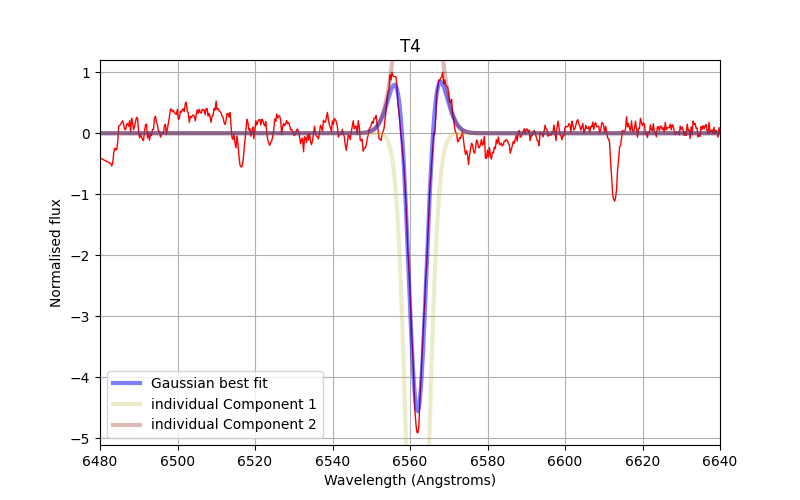 T4
1
0
−1
−2
−3
−4
−5
Normalised flux
Gaussian best fit
individual Component 1
individual Component 2
6480 6500 6520 6540 6560 6580 6600 6620 6640
Wavelength (Angstroms)